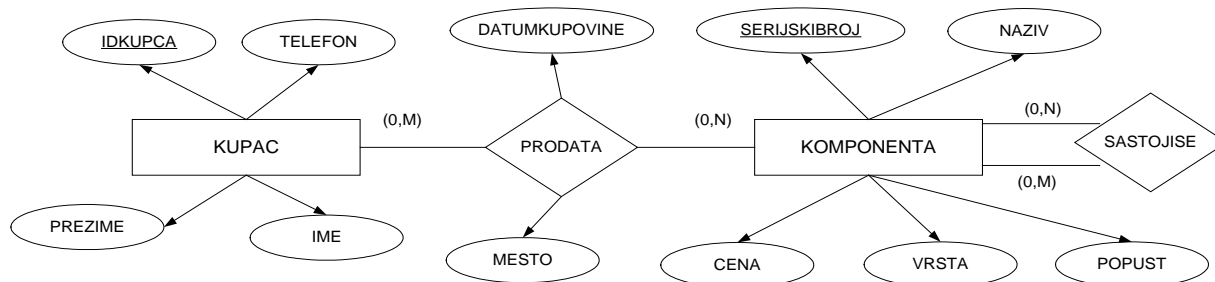 IDKUPCA
TELEFON
DATUMKUPOVINE
SERIJSKIBROJ
NAZIV
(0,M)
(0,N)
(0,N)
KUPAC
PRODATA
KOMPONENTA
SASTOJISE
(0,M)
PREZIME
IME
MESTO
CENA
VRSTA
POPUST